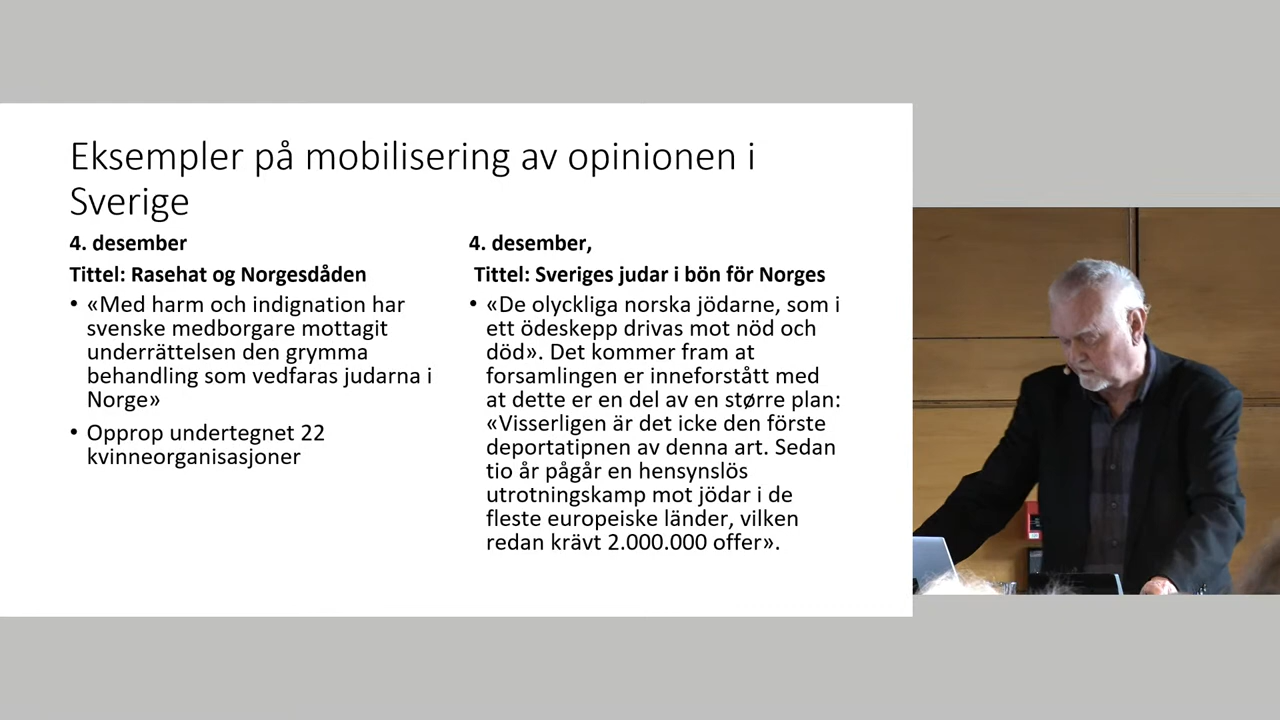 Eksempler på mobilisering av opinionen i
Sverige
4. desember
Tittel: Rasehat og Norgesdåden
• «Med harm och indignation har
svenske medborgare mottagit
underrättelsen den grymma
behandling som vedfaras judarna i
Norge»
• Opprop undertegnet 22
kvinneorganisasjoner
4. desember,
Tittel: Sveriges judar i bön för Norges
• «De olyckliga norska jödarne, som i
ett ödeskepp drivas mot nöd och
död». Det kommer fram at
forsamlingen er inneforstått med
at dette er en del av en større plan:
«Visserligen är det icke den förste
deportatipnen av denna art. Sedan
tio år pågår en hensynslös
utrotningskamp mot jödar i de
fleste europeiske länder, vilken
redan krävt 2.000.000 offer».